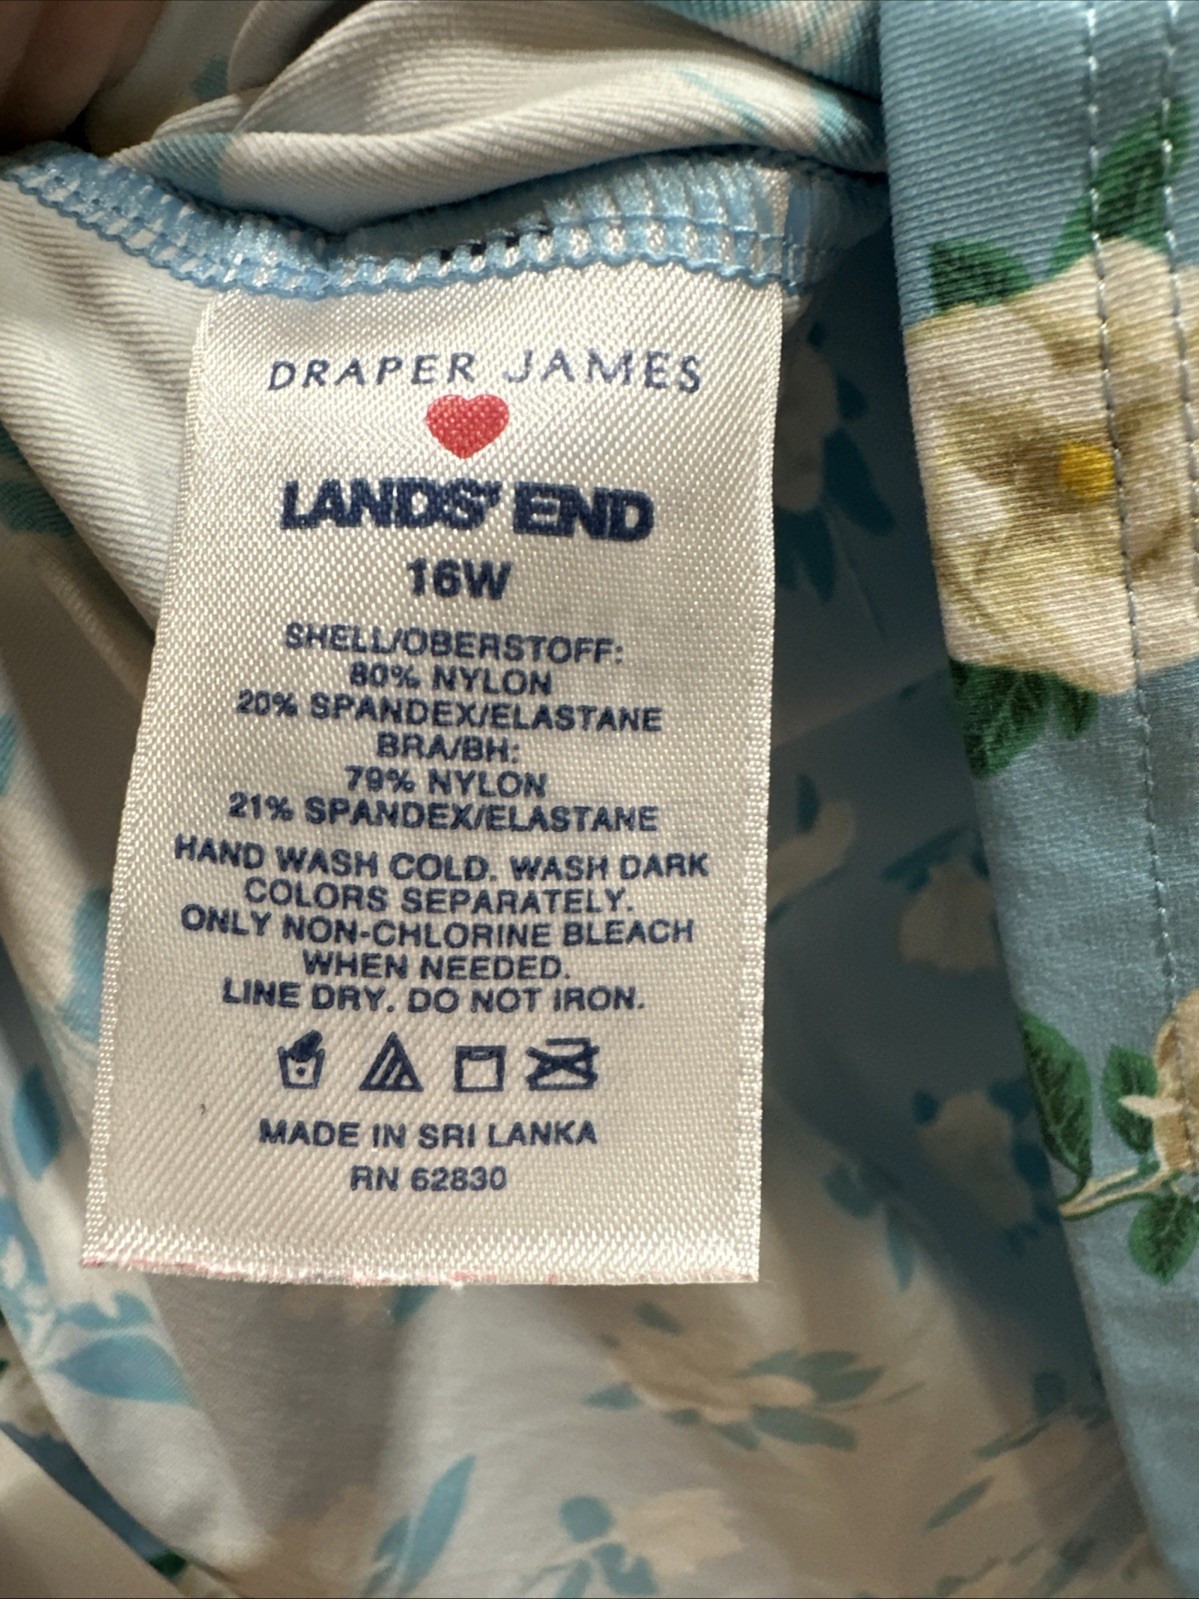 DRAPER JAMES
LANDS' END
16W
SHELL/OBERSTOFF:
80% NYLON
20% SPANDEX/ELASTANE
BRA/BH:
79% NYLON
21% SPANDEX/ELASTANE
HAND WASH COLD. WASH DARK
COLORS SEPARATELY.
ONLY NON-CHLORINE BLEACH
WHEN NEEDED.
LINE DRY. DO NOT IRON.
MADE IN SRI LANKA
RN 62830